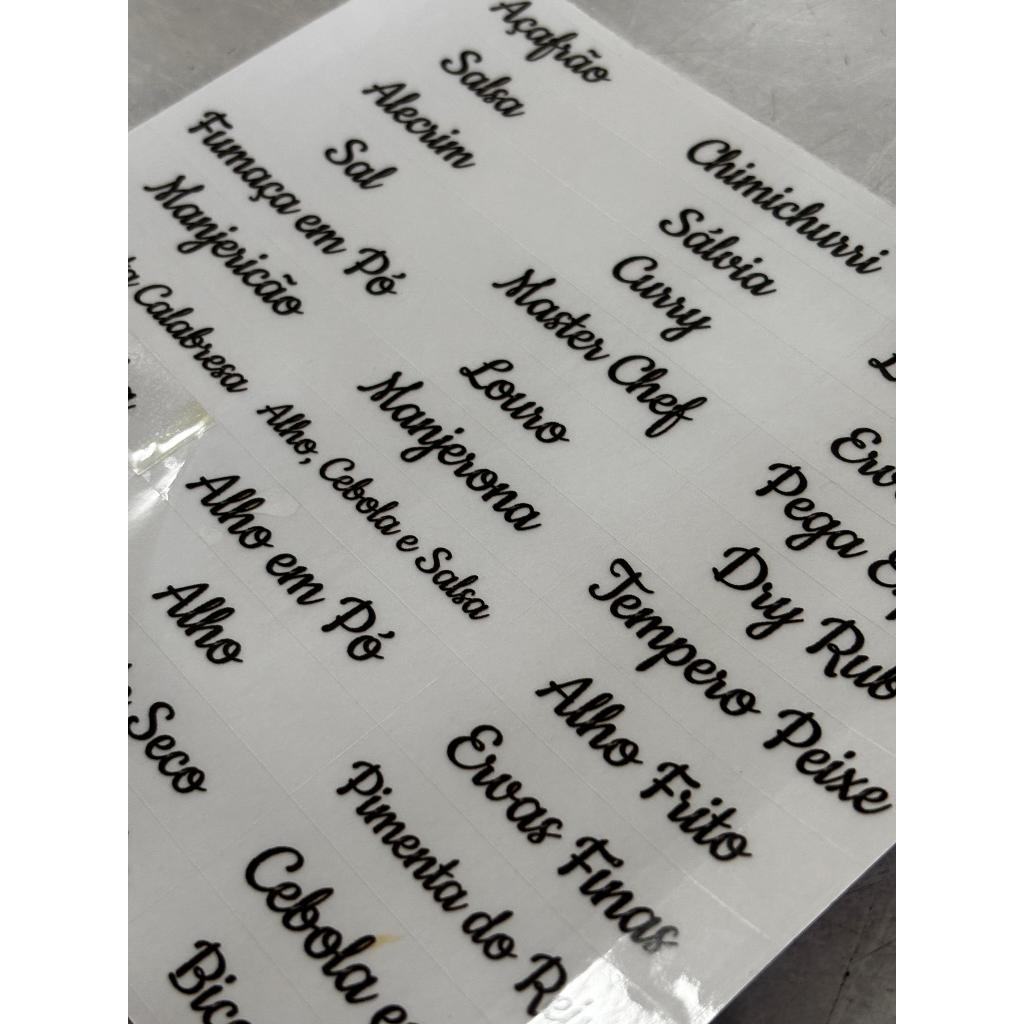 Açafrão
Salsa
Alecrim
Sal
Fumaça em Pó
Manjericão
Calabresa
Chimichurri
Sálvia
Curry
Master Chef
Louro
Manjerona
Alho, Cebola e Salsa
Alho em Pó
Alho
Seco
Pega
Dry Rub
Tempero Peixe
Alho Frito
Ervas Finas
Pimenta do
Cebola